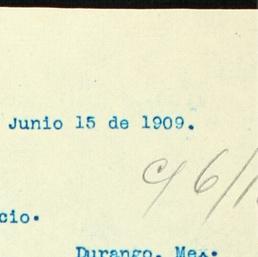 Junio 15 de 1909.
cio.
Durango, Mex.